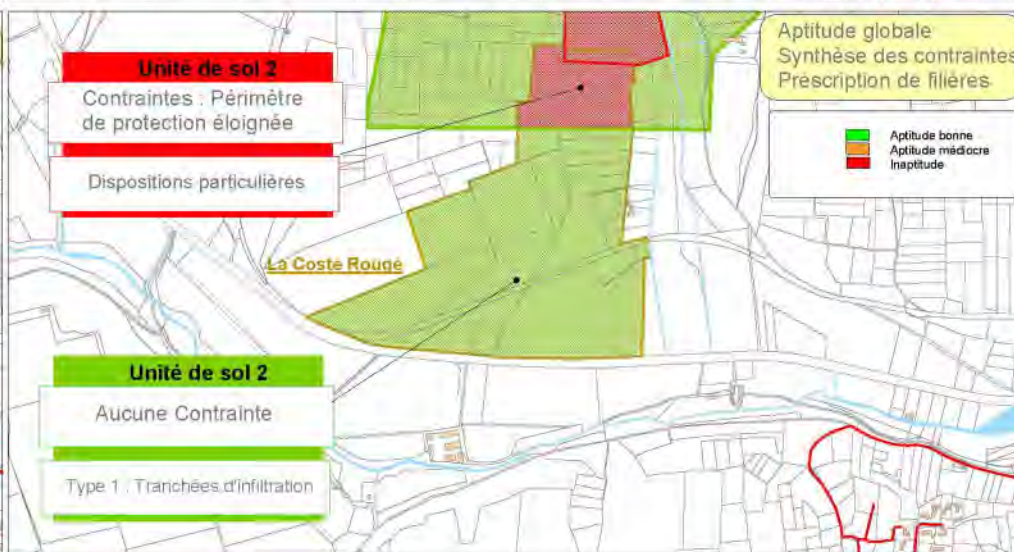 Unité de sol 2
Contraintes : Périmètre
de protection éloignée
Dispositions particulières
Aptitude globale
Synthèse des contraintes
Préscription de filières
Aptitude bonne
Aptitude médiocre
Inaptitude
La Coste Rouge
Unité de sol 2
Aucune Contrainte
Type 1 : Tranchées d'infiltration